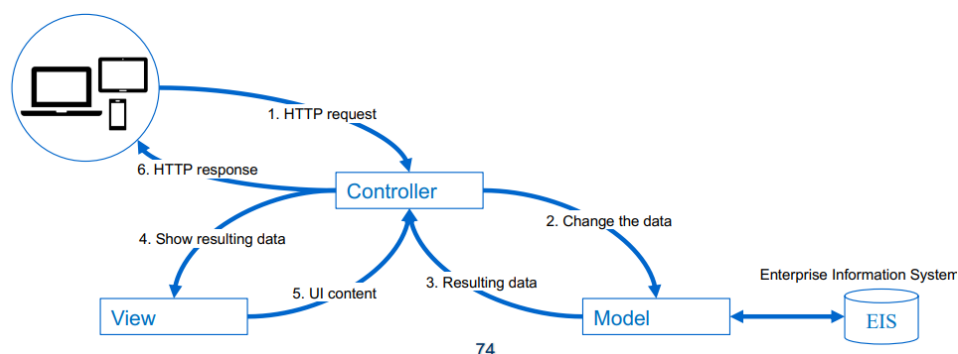 1. HTTP request
6. HTTP response
Controller
2. Change the data
4. Show resulting data
Enterprise Information System
3. Resulting data
5. UI content
View
Model
EIS
74